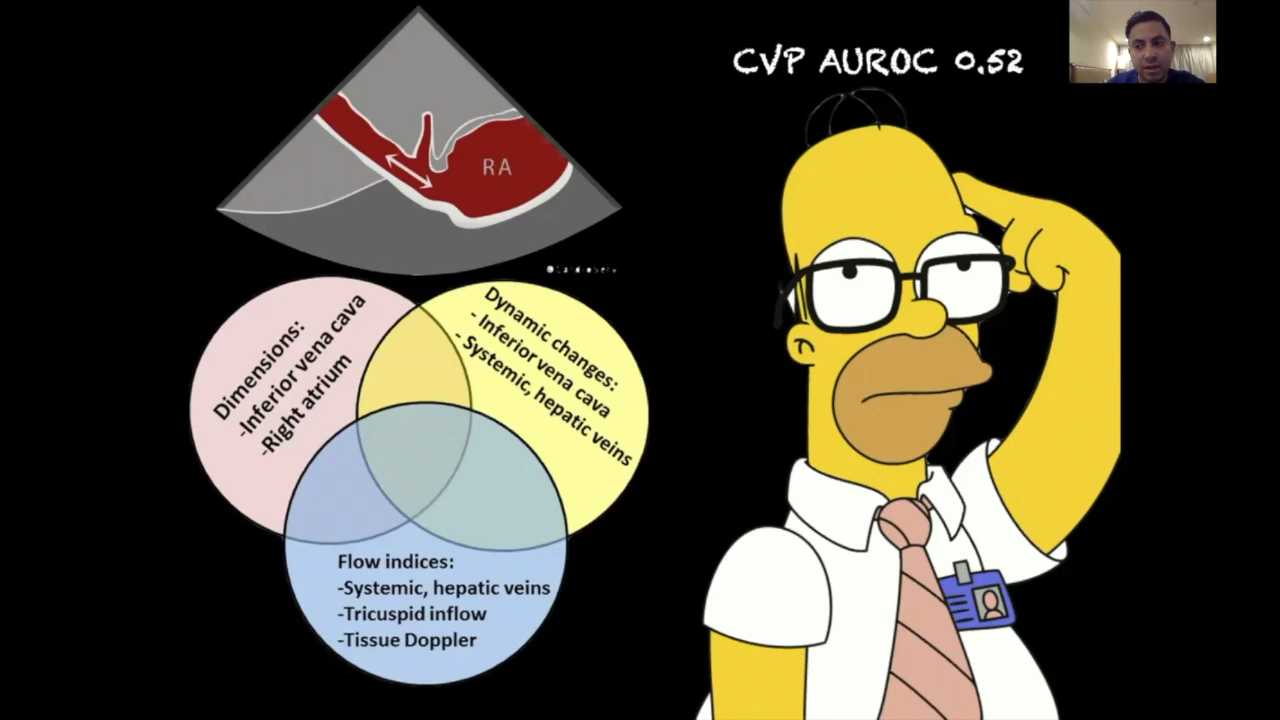 CVP AUROC 0.52
RA
Dimensions:
-Inferior vena cava
-Right atrium
Dynamic changes:
- Inferior vena cava
- Systemic, hepatic veins
Flow indices:
-Systemic, hepatic veins
-Tricuspid inflow
-Tissue Doppler